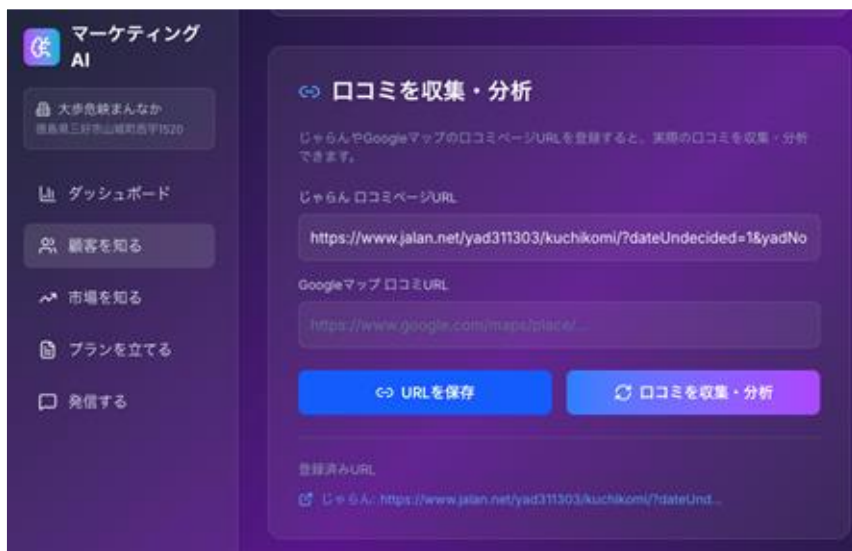 マーケティング
AI
大歩危峡まんなか
徳島県三好市山城町西宇1520
ダッシュボード
顧客を知る
市場を知る
プランを立てる
発信する
口コミを収集・分析
じゃらんやGoogleマップの口コミページURLを登録すると、実際の口コミを収集・分析
できます。
じゃらん 口コミページURL
https://www.jalan.net/yad311303/kuchikomi/?dateUndecided=1&yadNo
Googleマップ 口コミURL
https://www.google.com/maps/place/...
URLを保存
口コミを収集・分析
登録済みURL
じゃらん: https://www.jalan.net/yad311303/kuchikomi/?dateUnd...